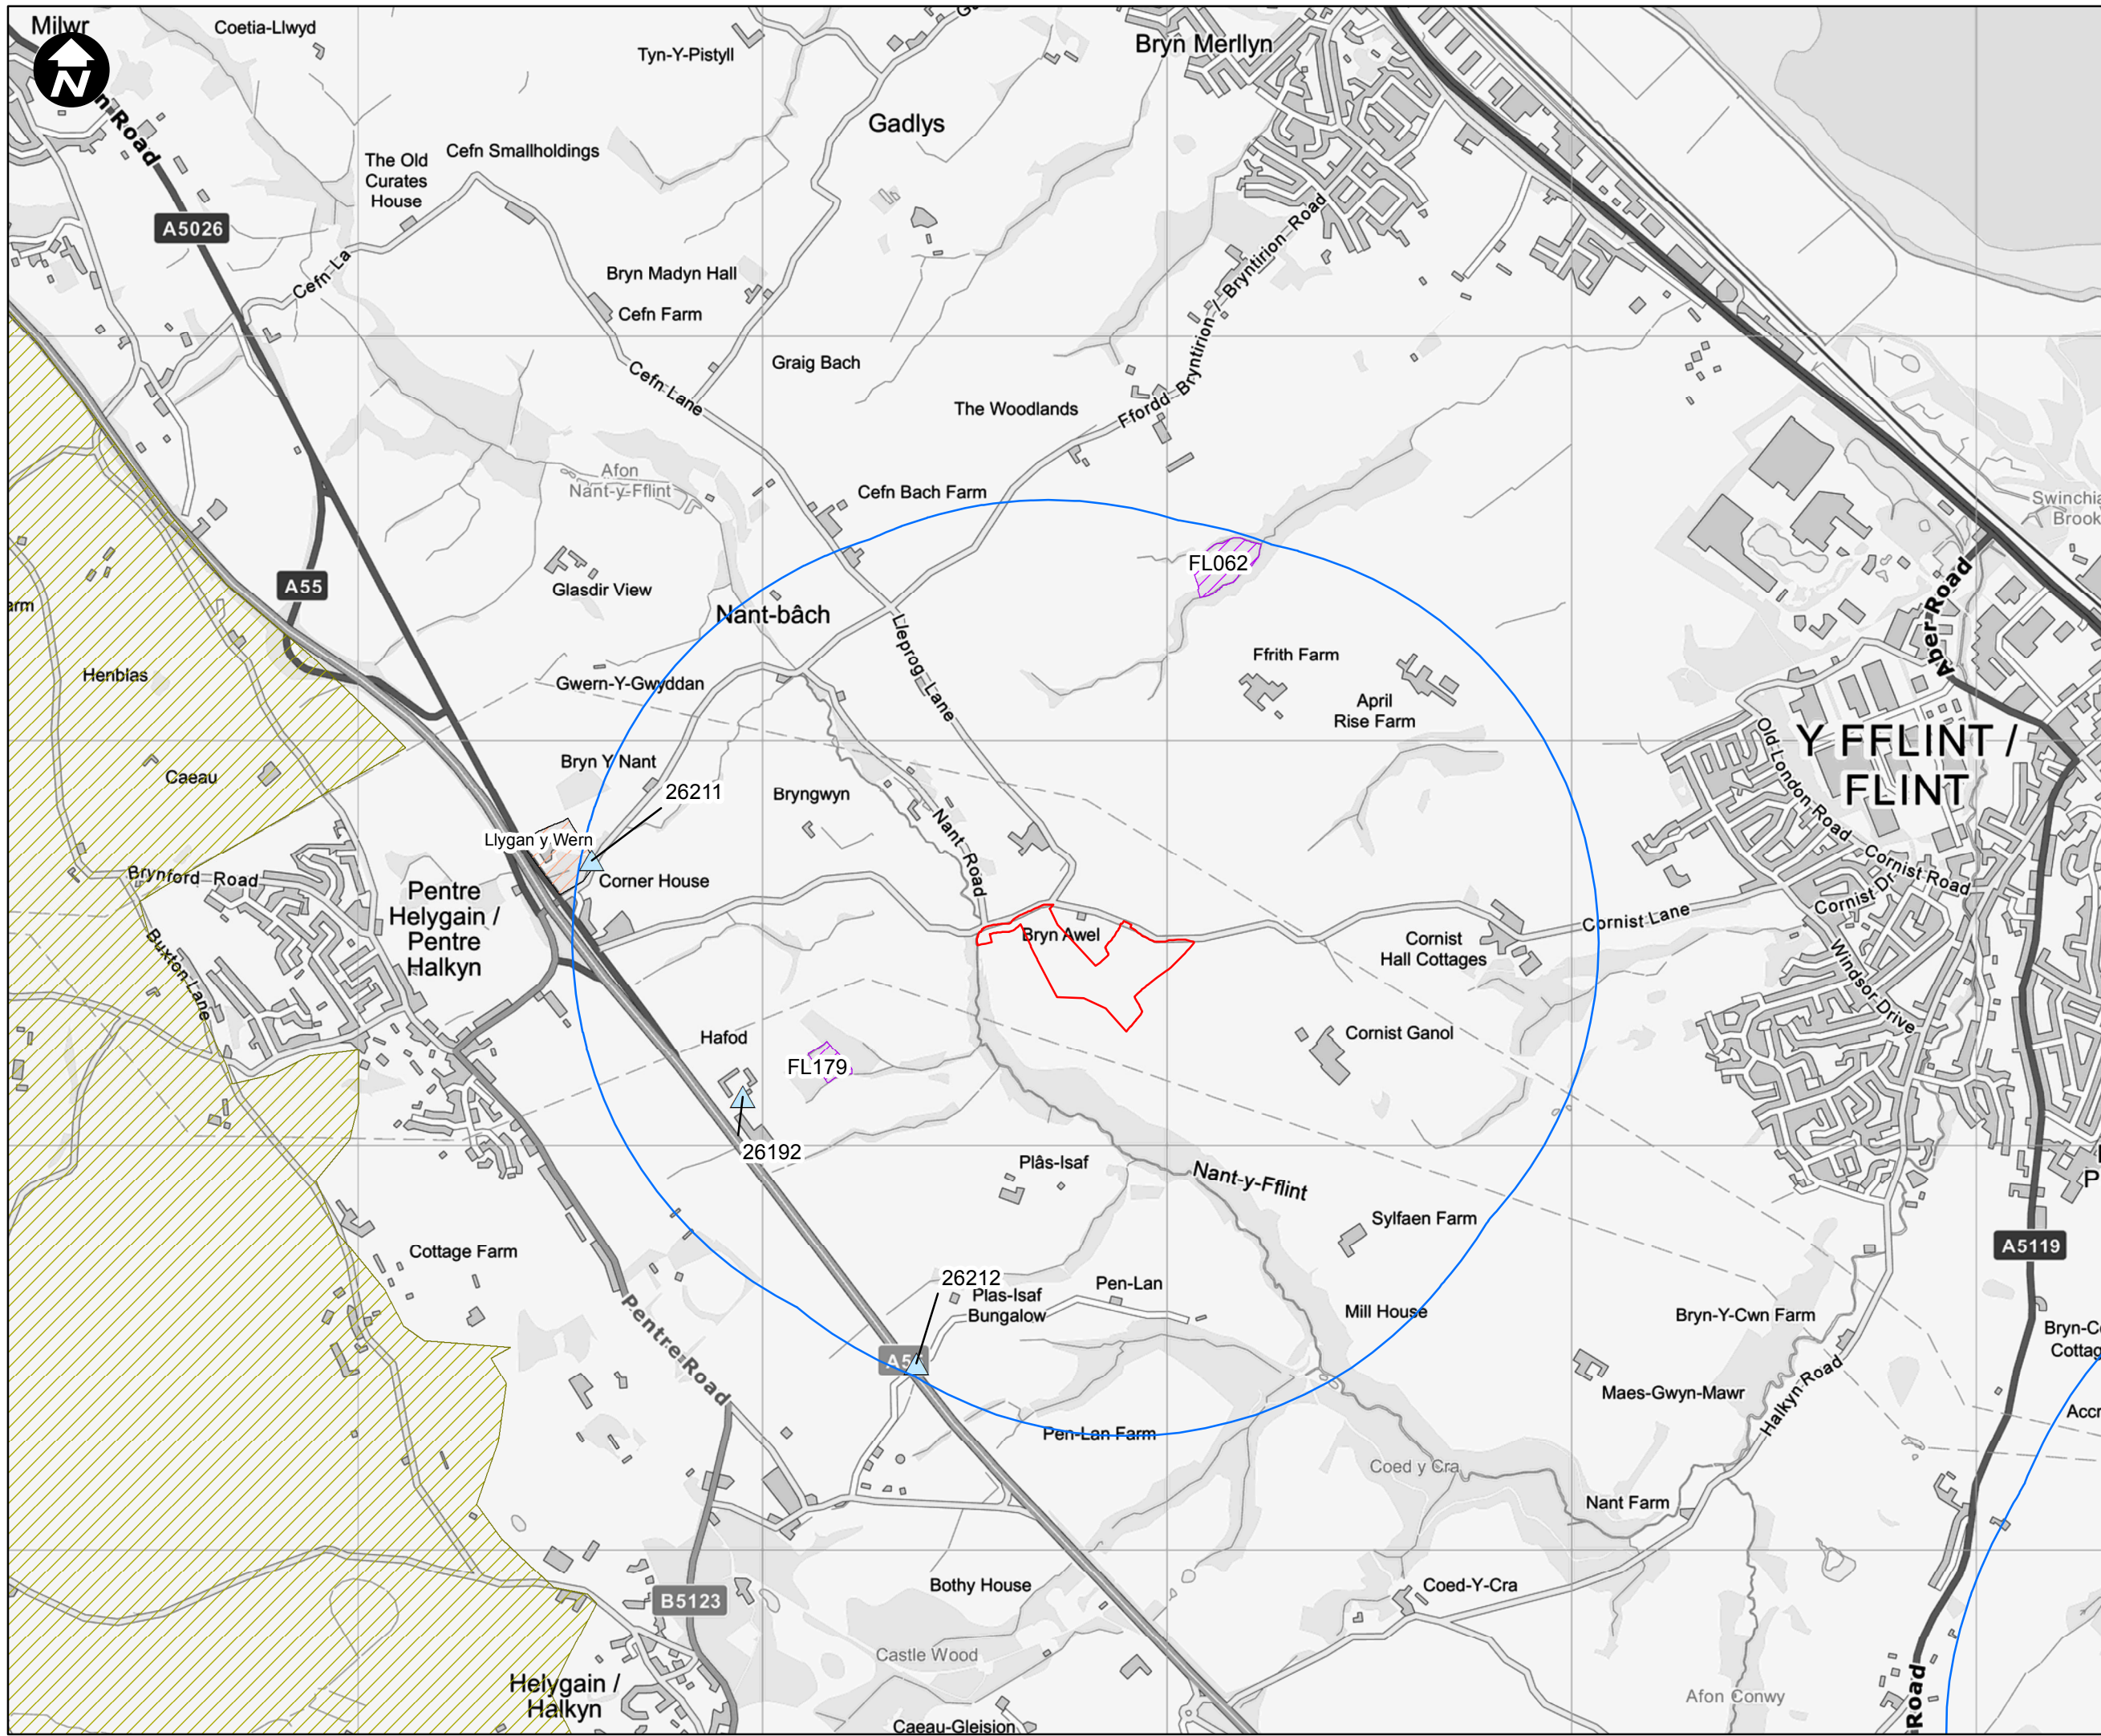 Milwr
Coetia-Llwyd
Tyn-Y-Pistyll
Bryn Merllyn
N
n Road
Gadlys
The Old
Curates
House
Cefn Smallholdings
A5026
Cefn La
Bryn Madyn Hall
Cefn Farm
Ffordd Bryntirion / Bryntirion Road
Graig Bach
Cefn Lane
The Woodlands
Afon
Nant-y-Fflint
Cefn Bach Farm
Swinchia
Brook
A55
Glasdir View
FL062
arm
Nant-bâch
Aber Road
Lleprog Lane
Ffrith Farm
Henblas
Gwern-Y-Gwyddan
April
Rise Farm
Old London Road
Y FFLINT /
FLINT
Bryn Y Nant
Caeau
26211
Bryngwyn
Nant Road
Llygan y Wern
Cornist Road
Brynford Road
Corner House
Cornist Dr
Pentre
Helygain /
Pentre
Halkyn
Cornist Lane
Bryn Awel
Cornist
Hall Cottages
Buxton Lane
Windsor Drive
Hafod
Cornist Ganol
FL179
26192
Plâs-Isaf
Nant-y-Fflint
P
Sylfaen Farm
A5119
Cottage Farm
26212
Plas-Isaf
Bungalow
Pen-Lan
Mill House
Bryn-Y-Cwn Farm
Bryn-C
Cottag
Pentre Road
A55
Maes-Gwyn-Mawr
Halkyn Road
Accr
Pen-Lan Farm
Coed y Cra
Nant Farm
Bothy House
Coed-Y-Cra
B5123
Castle Wood
Helygain /
Halkyn
Afon Conwy
Road
Caeau-Gleision